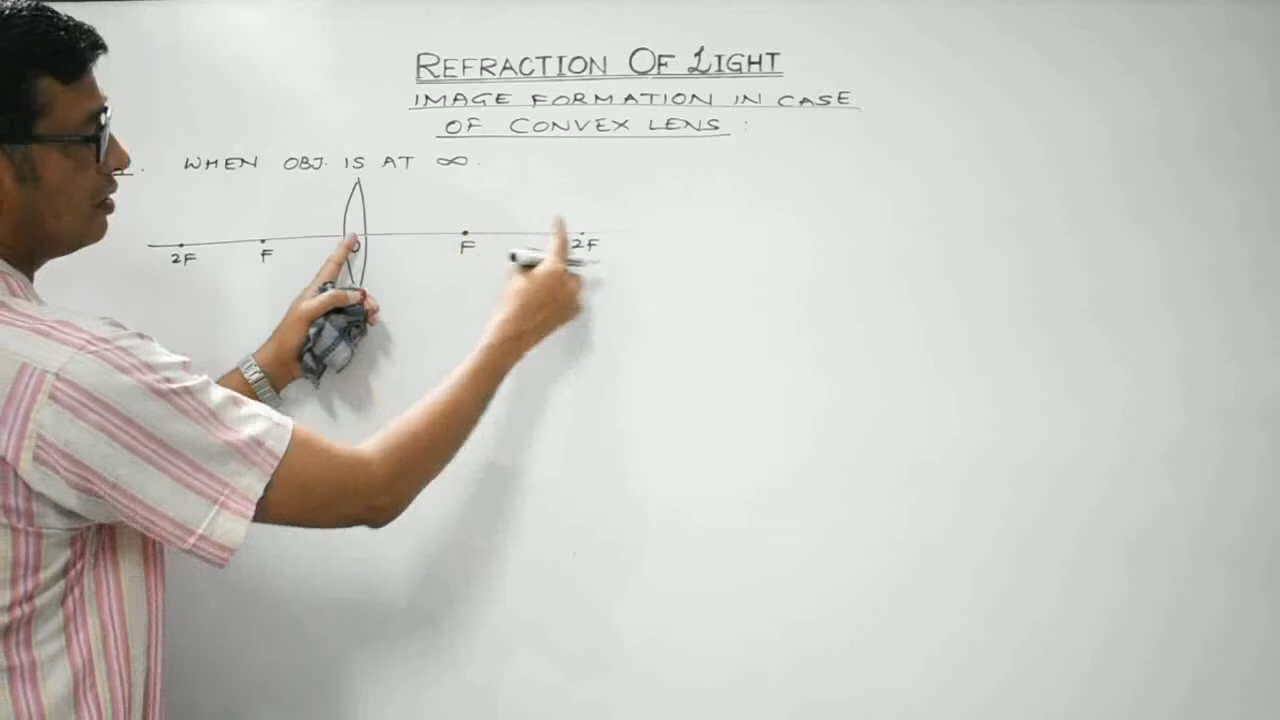 REFRACTION OF LIGHT
IMAGE FORMATION IN CASE
OF CONVEX LENS :
WHEN OBJ. IS AT ∞.
2F F O F 2F